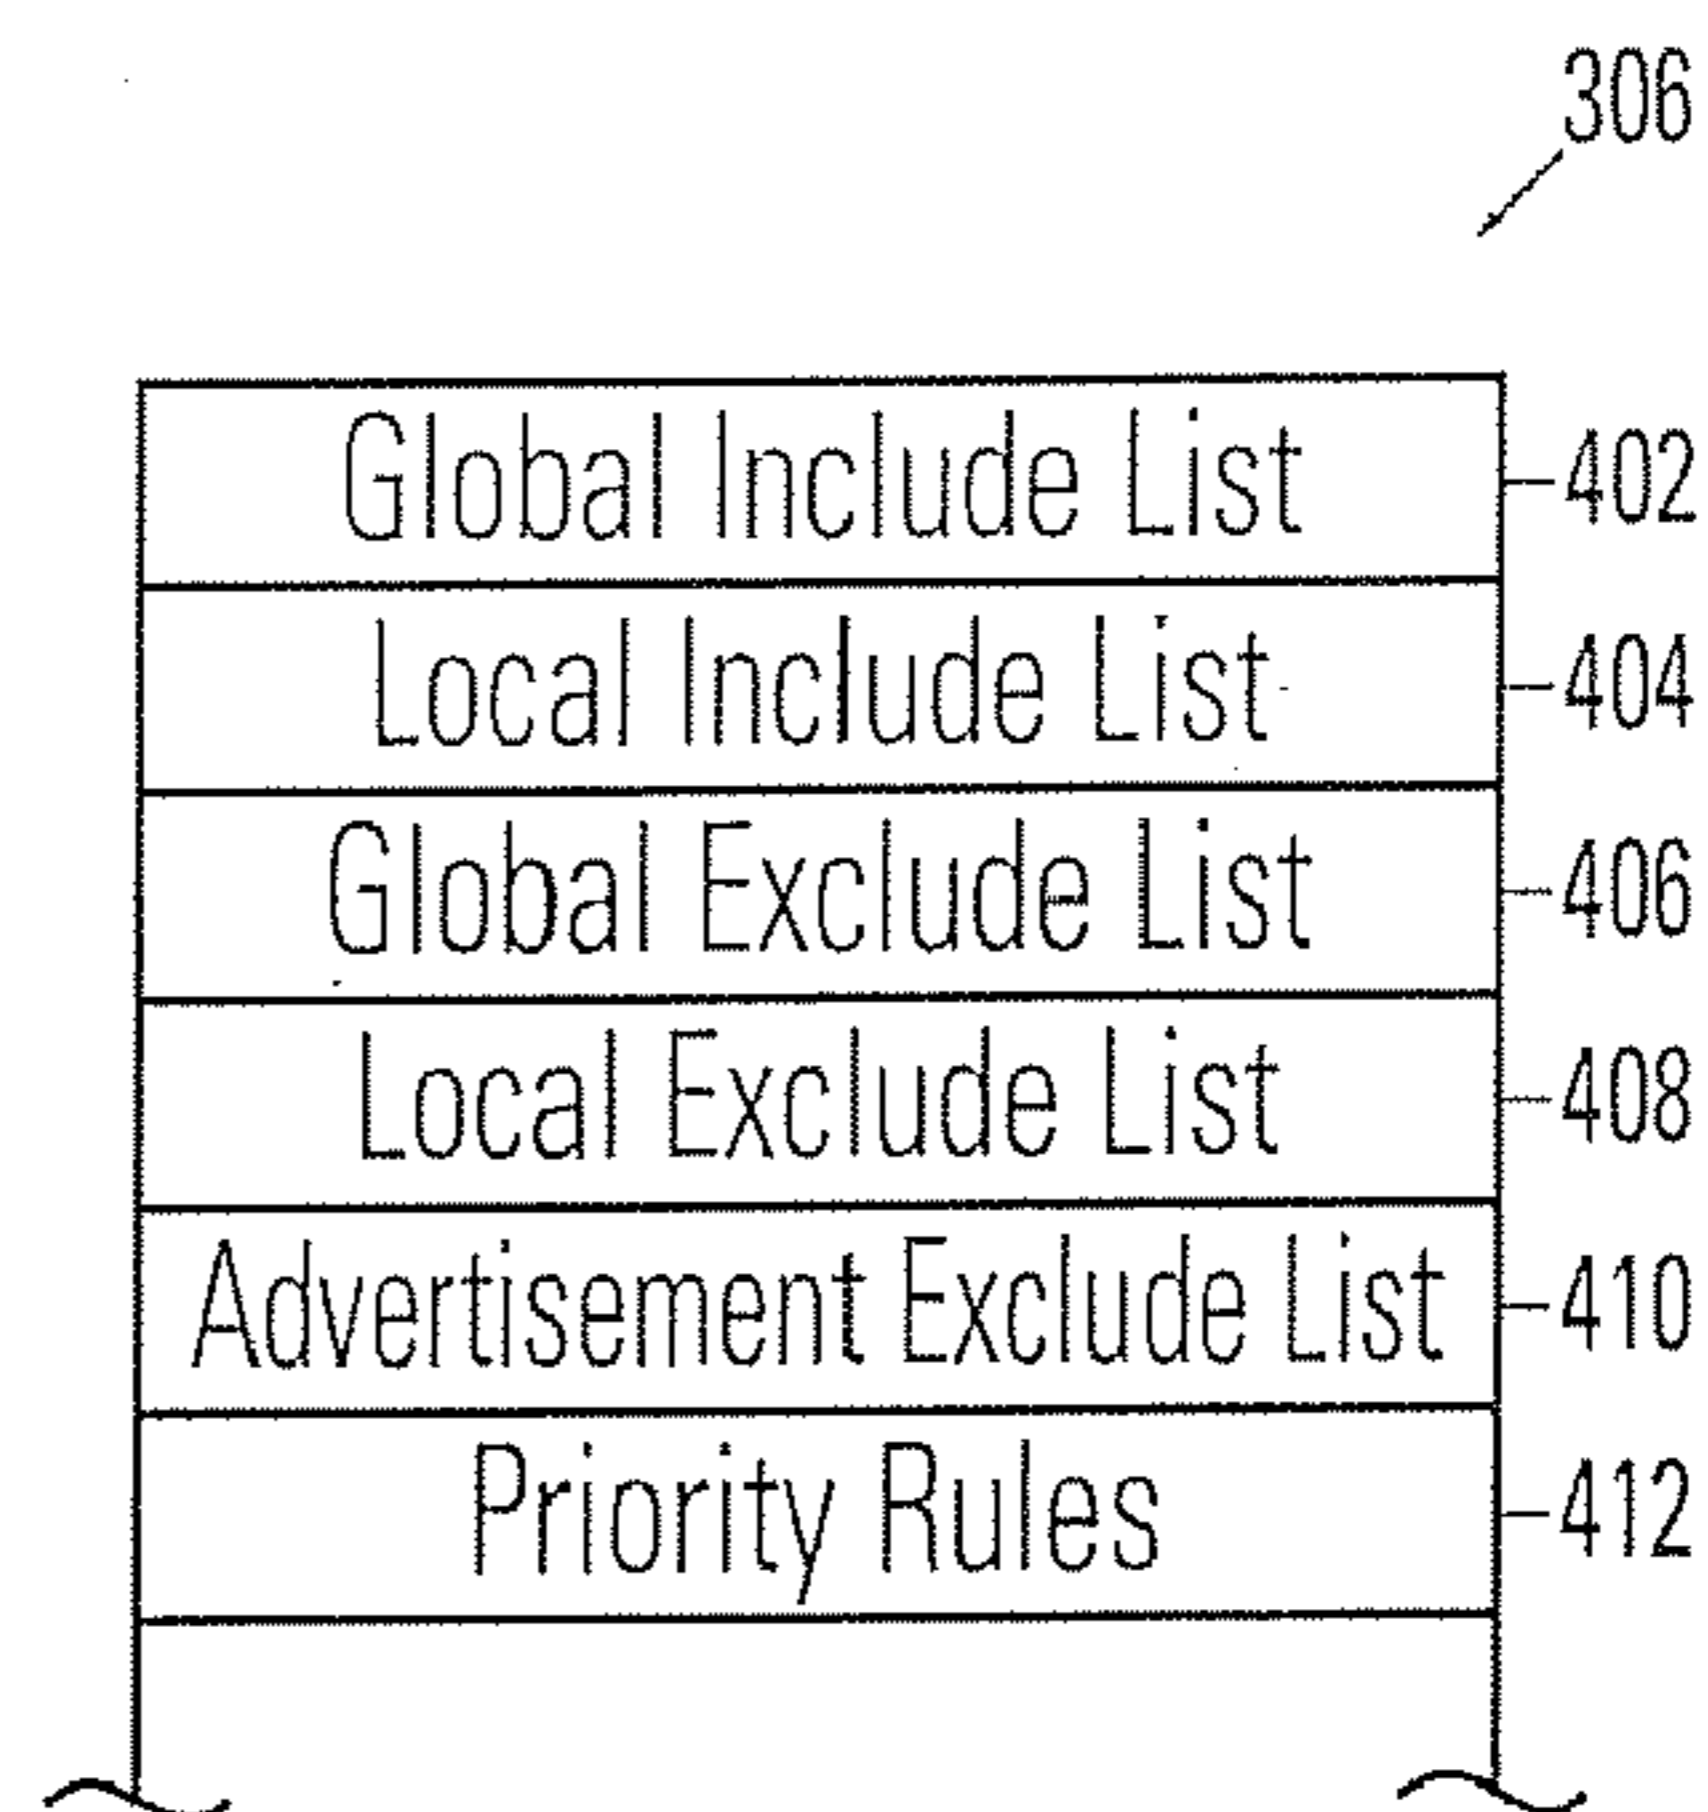 306
Global Include List 402
Local Include List 404
Global Exclude List 406
Local Exclude List 408
Advertisement Exclude List 410
Priority Rules 412